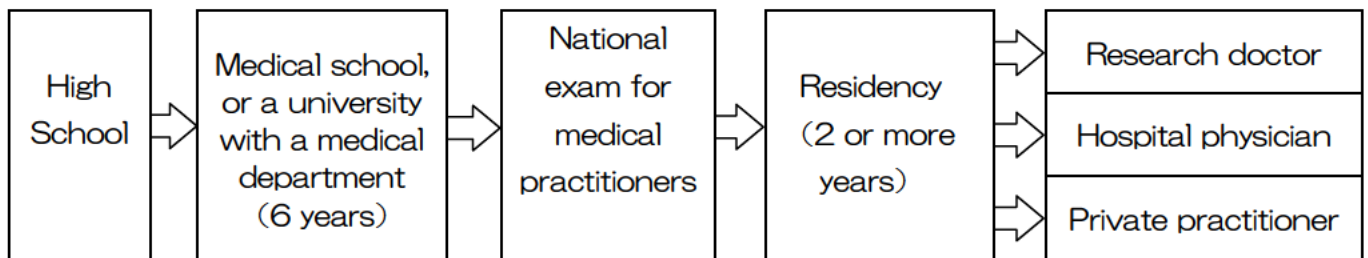 High
School
Medical school,
or a university
with a medical
department
（6 years）
National
exam for
medical
practitioners
Residency
（2 or more
years）
Research doctor
Hospital physician
Private practitioner